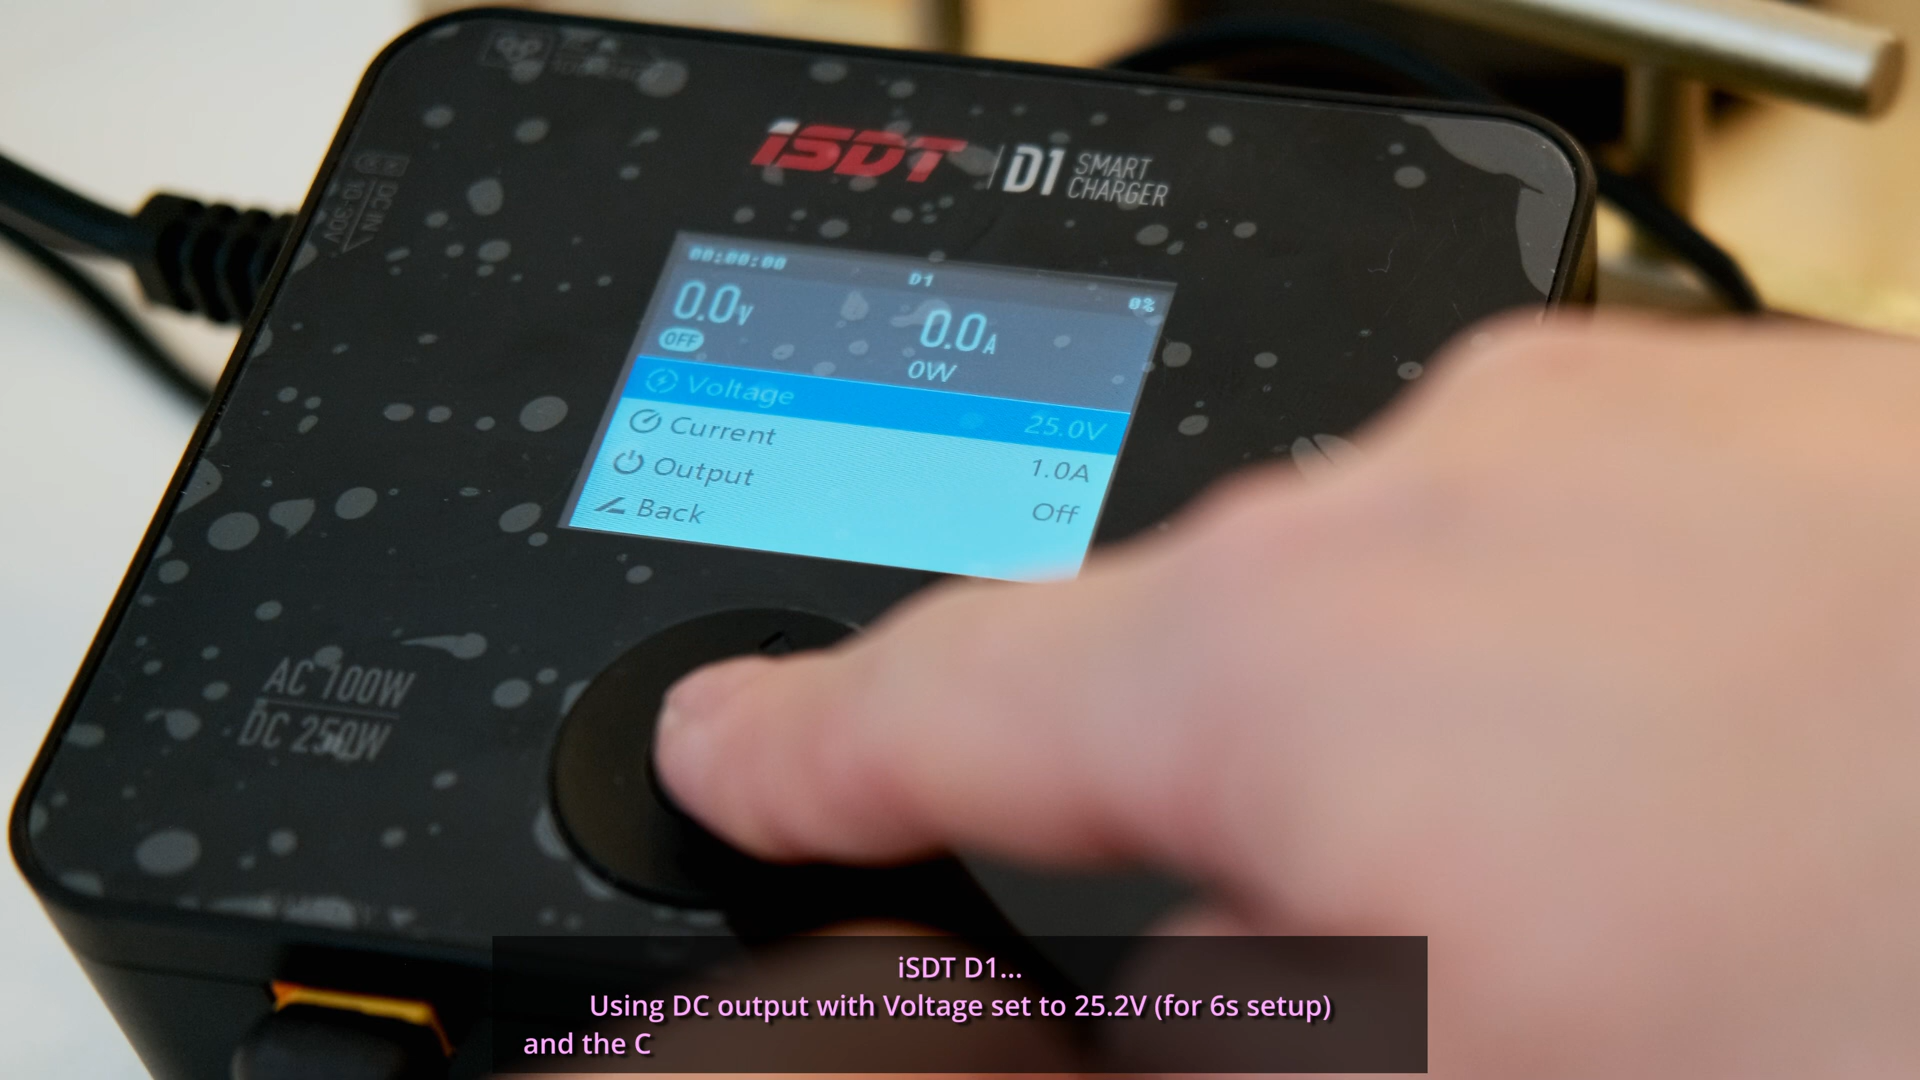 iSDT D1 SMART
CHARGER
DC IN
10-30V
00:00:00 D1 0%
0.0V 0.0A
OFF 0W
Voltage 25.0V
Current 1.0A
Output Off
Back
AC 100W
DC 250W
iSDT D1...
Using DC output with Voltage set to 25.2V (for 6s setup)
and the C